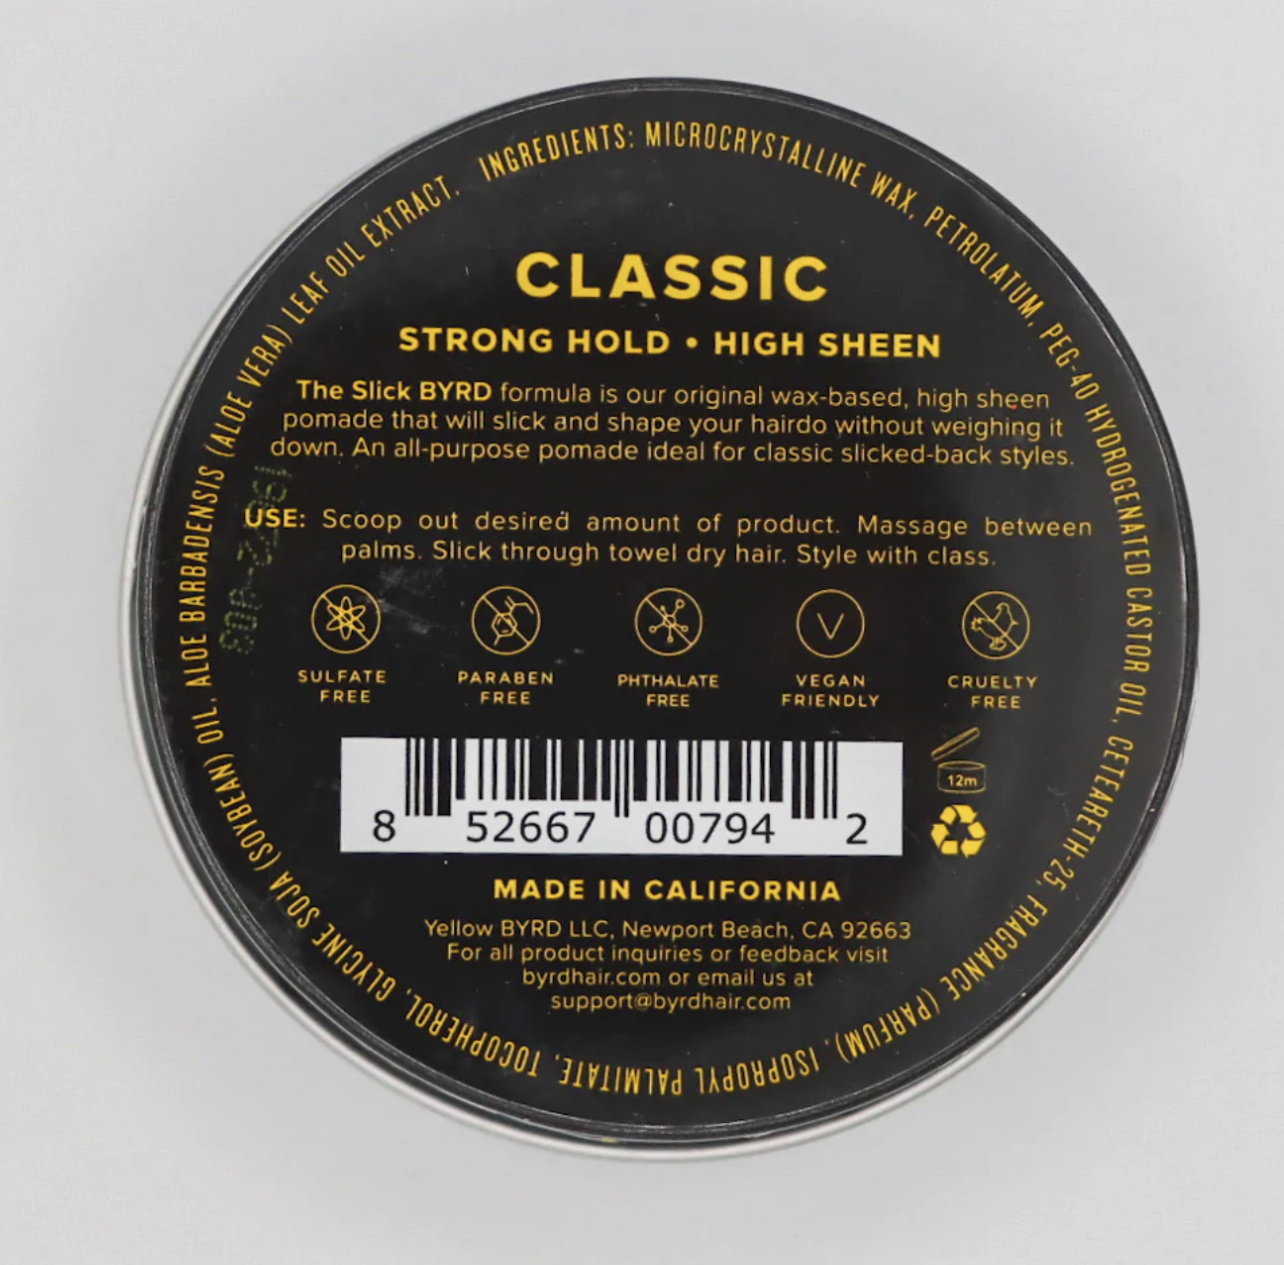 INGREDIENTS: MICROCRYSTALLINE WAX, PETROLATUM, PEG-40 HYDROGENATED CASTOR OIL, CETEARETH-25, FRAGRANCE (PARFUM), ISOPROPYL PALMITATE, TOCOPHEROL, GLYCINE SOJA (SOYBEAN) OIL, ALOE BARBADENSIS (ALOE VERA) LEAF OIL EXTRACT.
CLASSIC
STRONG HOLD • HIGH SHEEN
The Slick BYRD formula is our original wax-based, high sheen
pomade that will slick and shape your hairdo without weighing it
down. An all-purpose pomade ideal for classic slicked-back styles.
USE: Scoop out desired amount of product. Massage between
palms. Slick through towel dry hair. Style with class.
SULFATE
FREE
PARABEN
FREE
PHTHALATE
FREE
V
VEGAN
FRIENDLY
CRUELTY
FREE
12m
8 52667 00794 2
MADE IN CALIFORNIA
Yellow BYRD LLC, Newport Beach, CA 92663
For all product inquiries or feedback visit
byrdhair.com or email us at
support@byrdhair.com